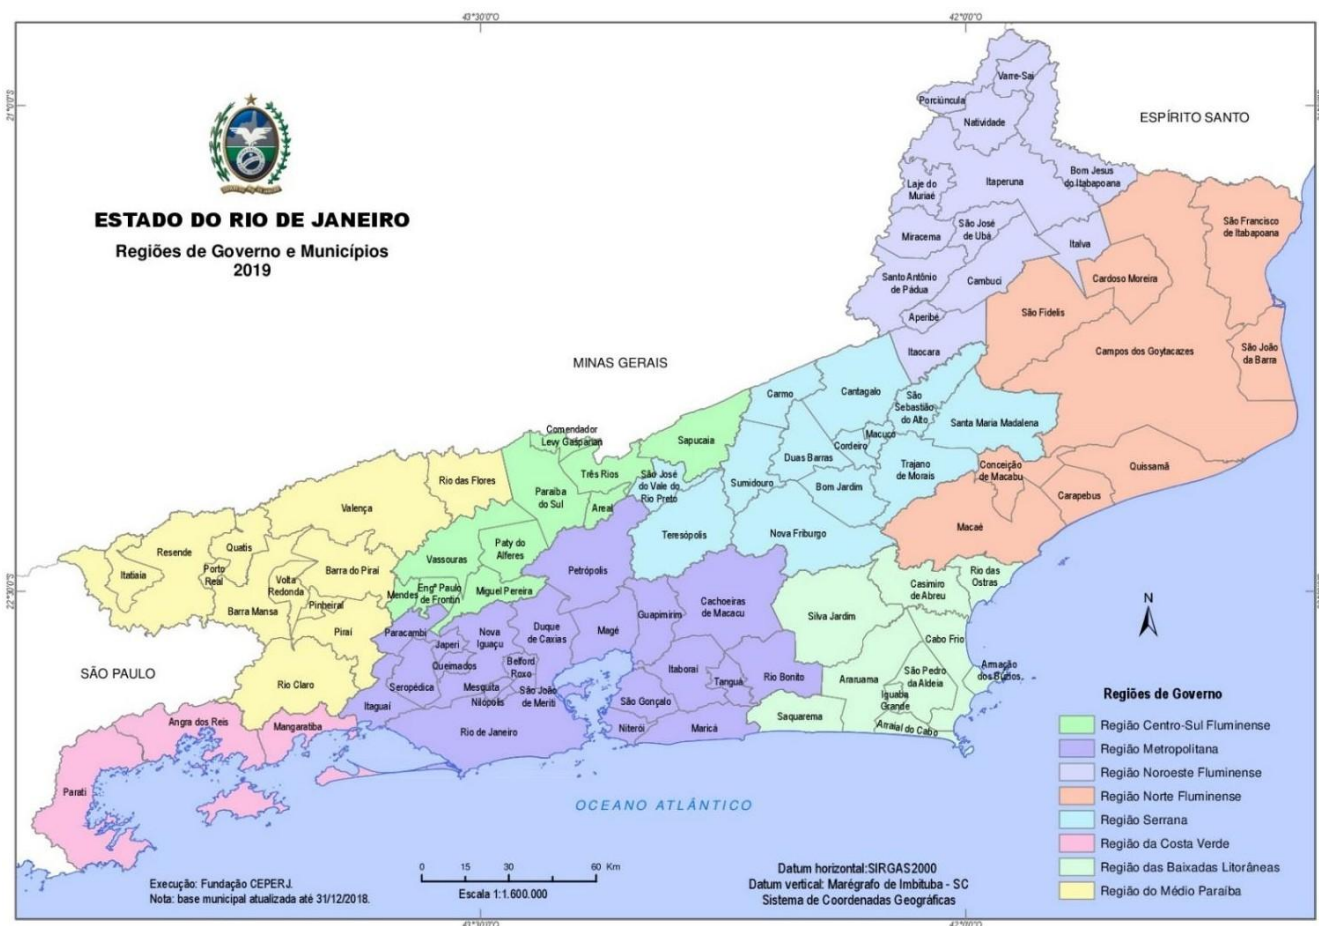 43°30'0"O
42°0'0"O
21°0'0"S
ESPÍRITO SANTO
ESTADO DO RIO DE JANEIRO
Regiões de Governo e Municípios
2019
MINAS GERAIS
SÃO PAULO
Varre-Sai
Porciúncula
Natividade
Bom Jesus
do Itabapoana
Itaperuna
Laje do
Muriaé
São José
de Ubá
Miracema
Italva
Santo Antônio
de Pádua
Cambuci
Aperibé
Itaocara
São Francisco
de Itabapoana
Cardoso Moreira
São Fidelis
Campos dos Goytacazes
São João
da Barra
Quissamã
Conceição
de Macabu
Carapebus
Macaé
Carmo
Cantagalo
São
Sebastião
do Alto
Santa Maria Madalena
Macuco
Cordeiro
Duas Barras
Trajano
de Morais
Sumidouro
Bom Jardim
São José
do Vale do
Rio Preto
Teresópolis
Nova Friburgo
Comendador
Levy Gasparian
Sapucaia
Três Rios
Paraíba
do Sul
Areal
Paty do
Alferes
Vassouras
Mendes
Engº Paulo
de Frontin
Miguel Pereira
Rio das Flores
Valença
Resende
Quatis
Itatiaia
Porto
Real
Volta
Redonda
Barra do Piraí
Barra Mansa
Pinheiral
Piraí
Rio Claro
Petrópolis
Guapimirim
Cachoeiras
de Macacu
Paracambi
Japeri
Nova
Iguaçu
Duque
de Caxias
Magé
Queimados
Belford
Roxo
Seropédica
Mesquita
Nilópolis
São João
de Meriti
Itaguaí
Rio de Janeiro
Itaboraí
Tanguá
Rio Bonito
São Gonçalo
Niterói
Maricá
Rio das
Ostras
Casimiro
de Abreu
Silva Jardim
Cabo Frio
Armação
dos Búzios
São Pedro
da Aldeia
Araruama
Iguaba
Grande
Saquarema
Arraial do Cabo
Angra dos Reis
Mangaratiba
Parati
OCEANO ATLÂNTICO
N
Regiões de Governo
Região Centro-Sul Fluminense
Região Metropolitana
Região Noroeste Fluminense
Região Norte Fluminense
Região Serrana
Região da Costa Verde
Região das Baixadas Litorâneas
Região do Médio Paraíba
0 15 30 60 Km
Escala 1:1.600.000
Execução: Fundação CEPERJ.
Nota: base municipal atualizada até 31/12/2018.
Datum horizontal:SIRGAS2000
Datum vertical: Marégrafo de Imbituba - SC
Sistema de Coordenadas Geográficas
22°30'0"S